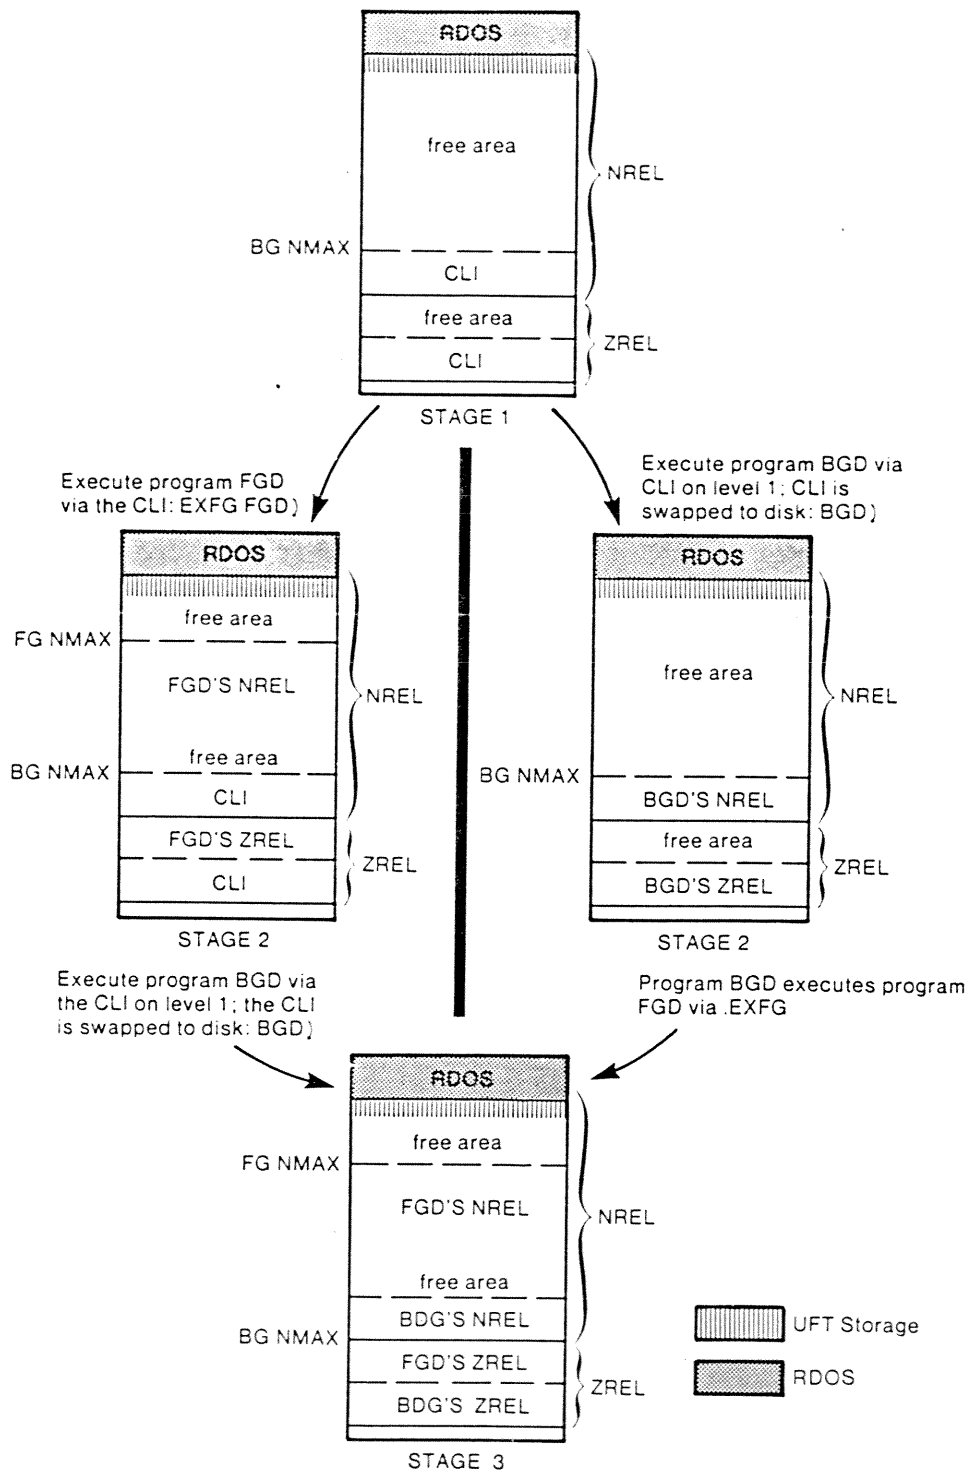 RDOS
free area
NREL
BG NMAX
CLI
free area
ZREL
CLI
STAGE 1
Execute program FGD
via the CLI: EXFG FGD)
Execute program BGD via
CLI on level 1; CLI is
swapped to disk: BGD)
RDOS
free area
FG NMAX
FGD'S NREL
NREL
free area
BG NMAX
CLI
FGD'S ZREL
ZREL
CLI
STAGE 2
RDOS
free area
NREL
BG NMAX
BGD'S NREL
free area
ZREL
BGD'S ZREL
STAGE 2
Execute program BGD via
the CLI on level 1; the CLI
is swapped to disk: BGD)
Program BGD executes program
FGD via .EXFG
RDOS
free area
FG NMAX
FGD'S NREL
NREL
free area
BDG'S NREL
BG NMAX
FGD'S ZREL
ZREL
BDG'S ZREL
STAGE 3
UFT Storage
RDOS